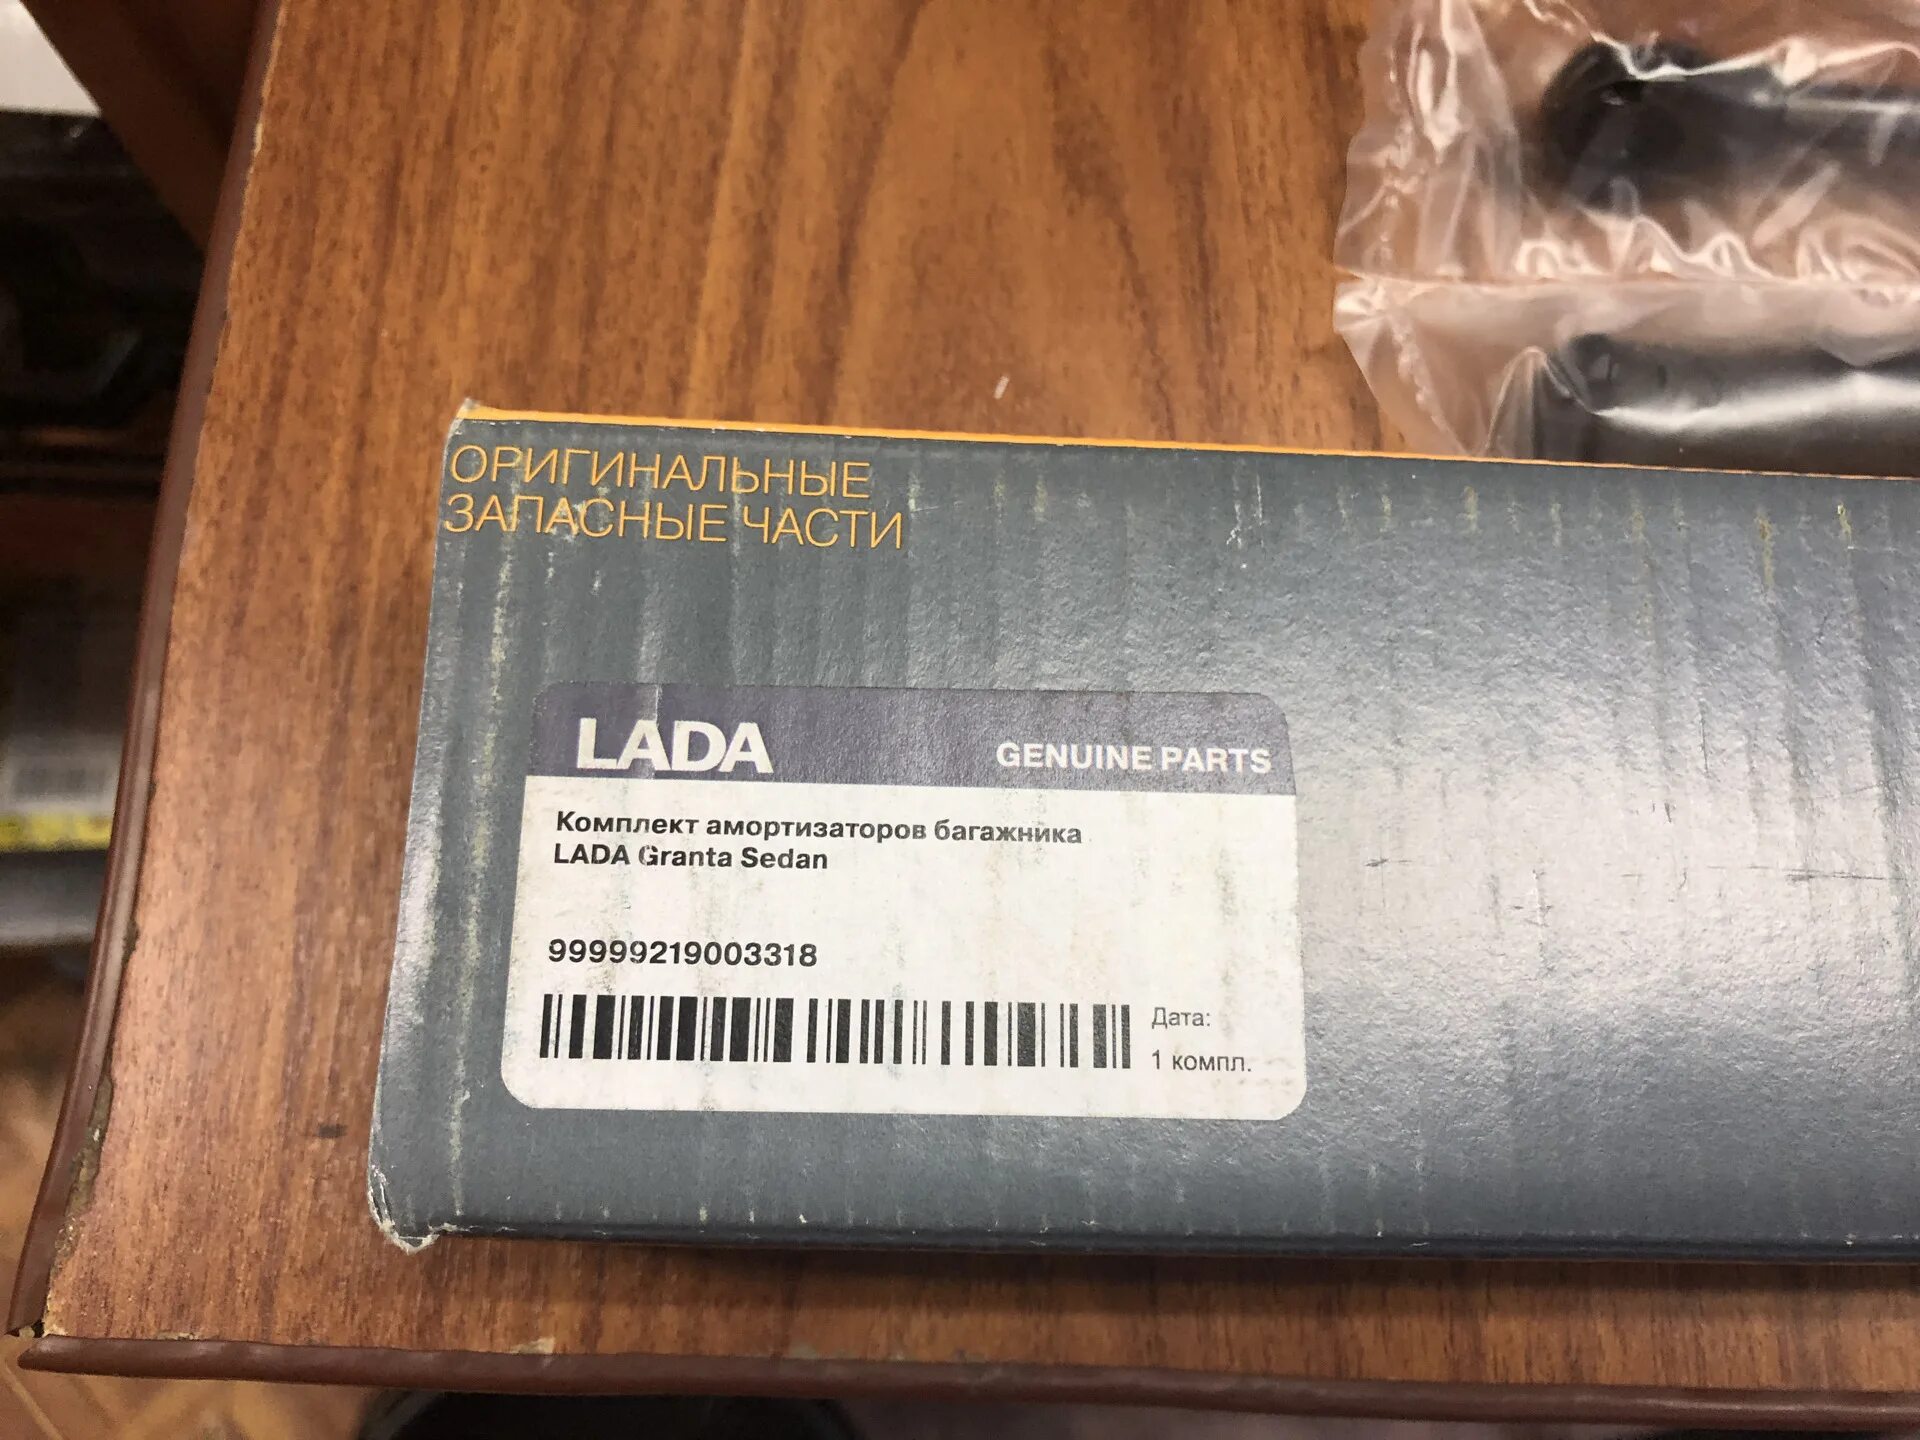 ОРИГИНАЛЬНЫЕ
ЗАПАСНЫЕ ЧАСТИ
LADA GENUINE PARTS
Комплект амортизаторов багажника
LADA Granta Sedan
99999219003318
Дата:
1 компл.